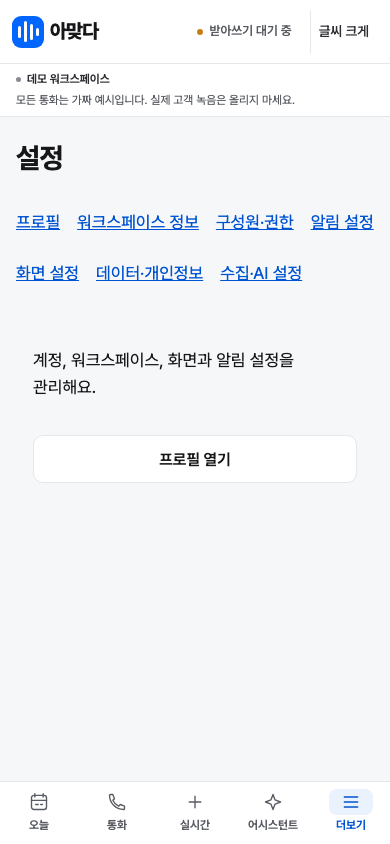 아맞다
받아쓰기 대기 중
글씨 크게
데모 워크스페이스
모든 통화는 가짜 예시입니다. 실제 고객 녹음은 올리지 마세요.
설정
프로필 워크스페이스 정보 구성원·권한 알림 설정
화면 설정 데이터·개인정보 수집·AI 설정
계정, 워크스페이스, 화면과 알림 설정을
관리해요.
프로필 열기
오늘 통화 실시간 어시스턴트 더보기